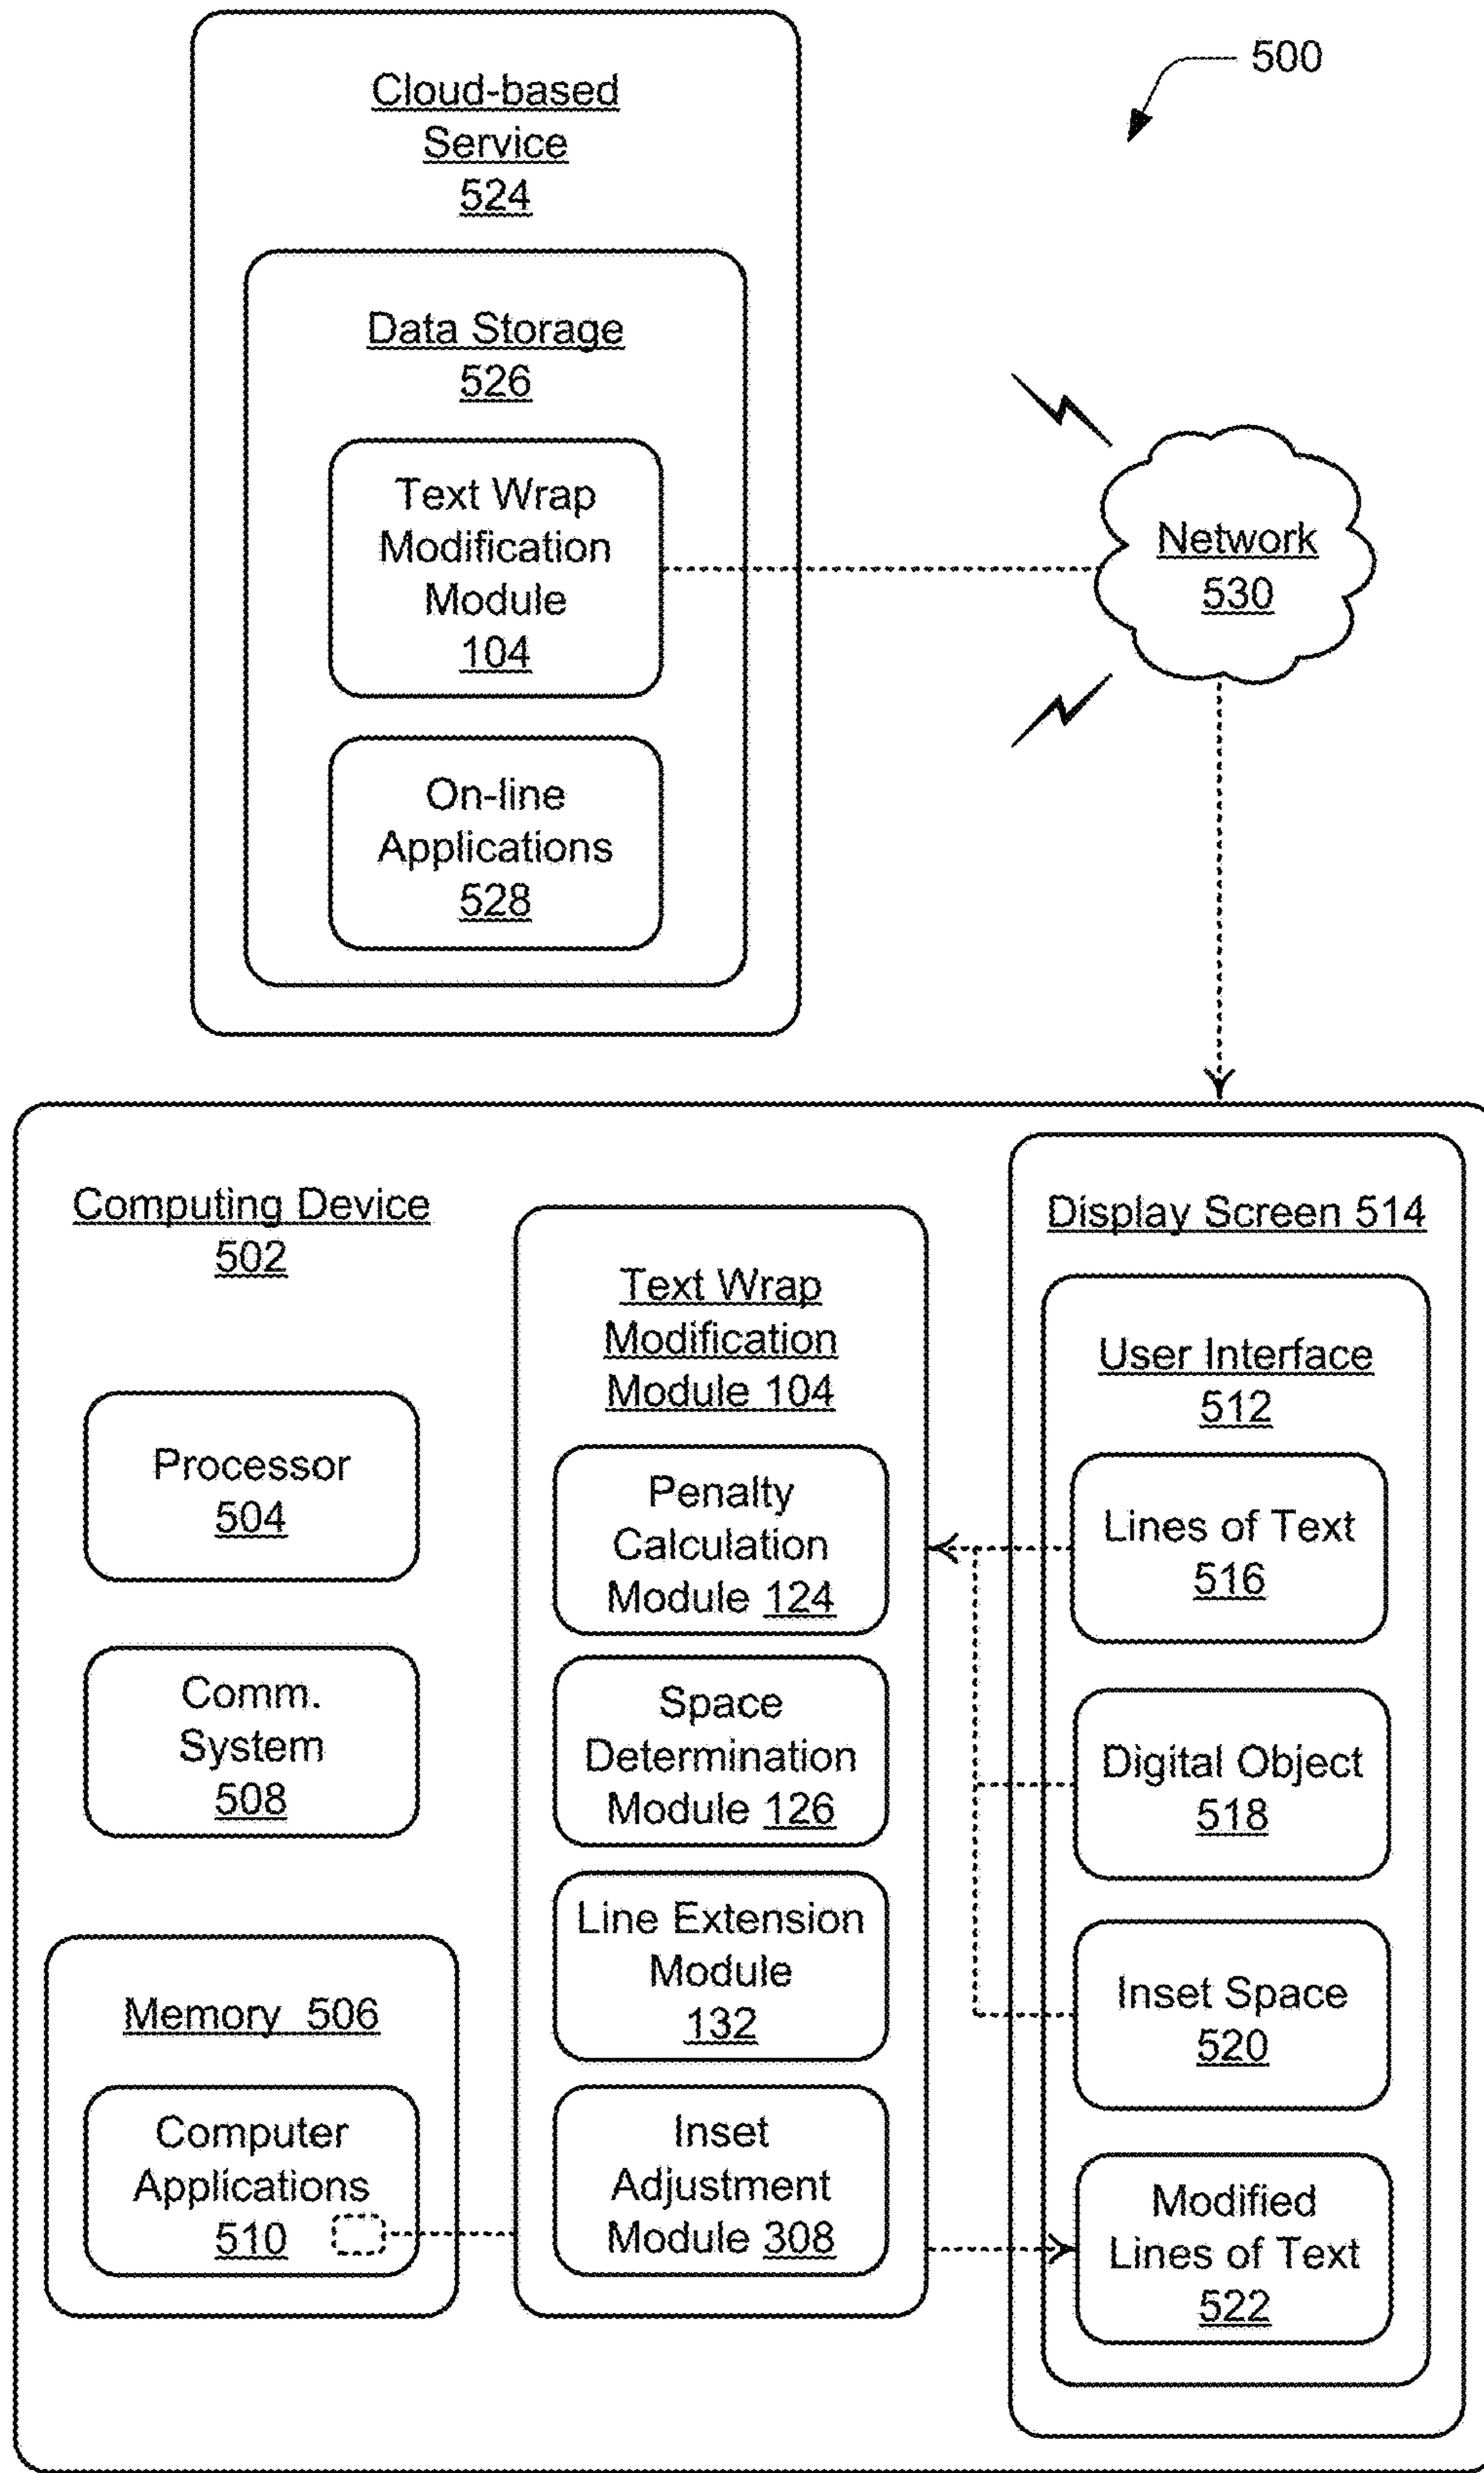 500
Cloud-based
Service
524
Data Storage
526
Text Wrap
Modification
Module
104
On-line
Applications
528
Network
530
Computing Device
502
Processor
504
Comm.
System
508
Memory 506
Computer
Applications
510
Text Wrap
Modification
Module 104
Penalty
Calculation
Module 124
Space
Determination
Module 126
Line Extension
Module
132
Inset
Adjustment
Module 308
Display Screen 514
User Interface
512
Lines of Text
516
Digital Object
518
Inset Space
520
Modified
Lines of Text
522